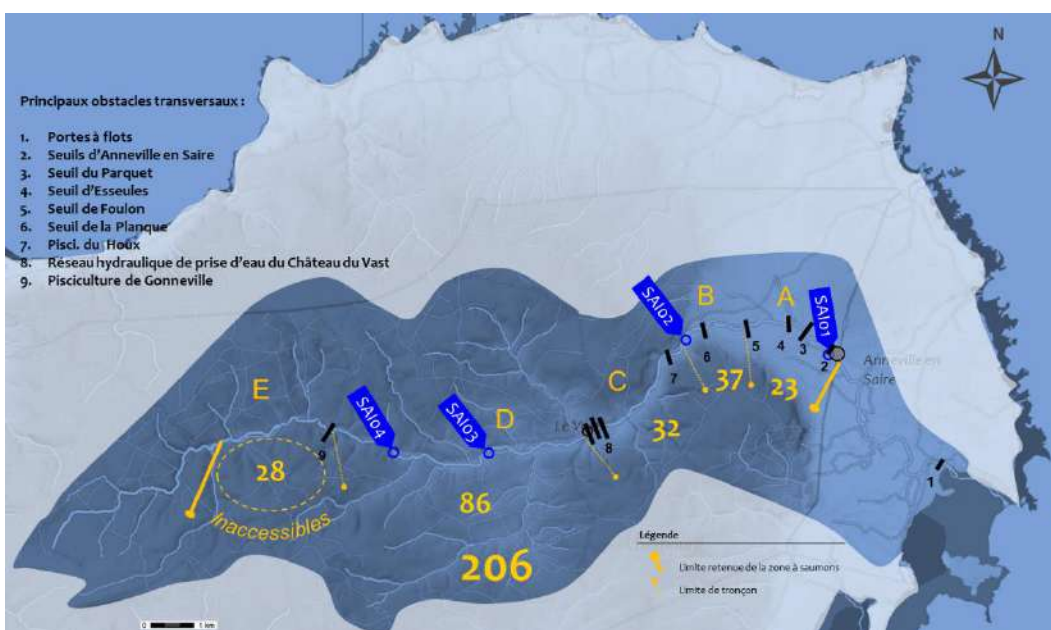 N
Principaux obstacles transversaux :
1. Portes à flots
2. Seuils d'Anneville en Saire
3. Seuil du Parquet
4. Seuil d'Esseules
5. Seuil de Foulon
6. Seuil de la Planque
7. Pisci. du Houx
8. Réseau hydraulique de prise d'eau du Château du Vast
9. Pisciculture de Gonneville
SAI02
B
A
SAI01
6
5
4
3
2
Anneville en
Saire
7
37
23
C
E
SAI04
SAI03
D
Le
8
32
9
28
1
Inaccessibles
86
206
Légende
Limite retenue de la zone à saumons
Limite de tronçon
0 1 km